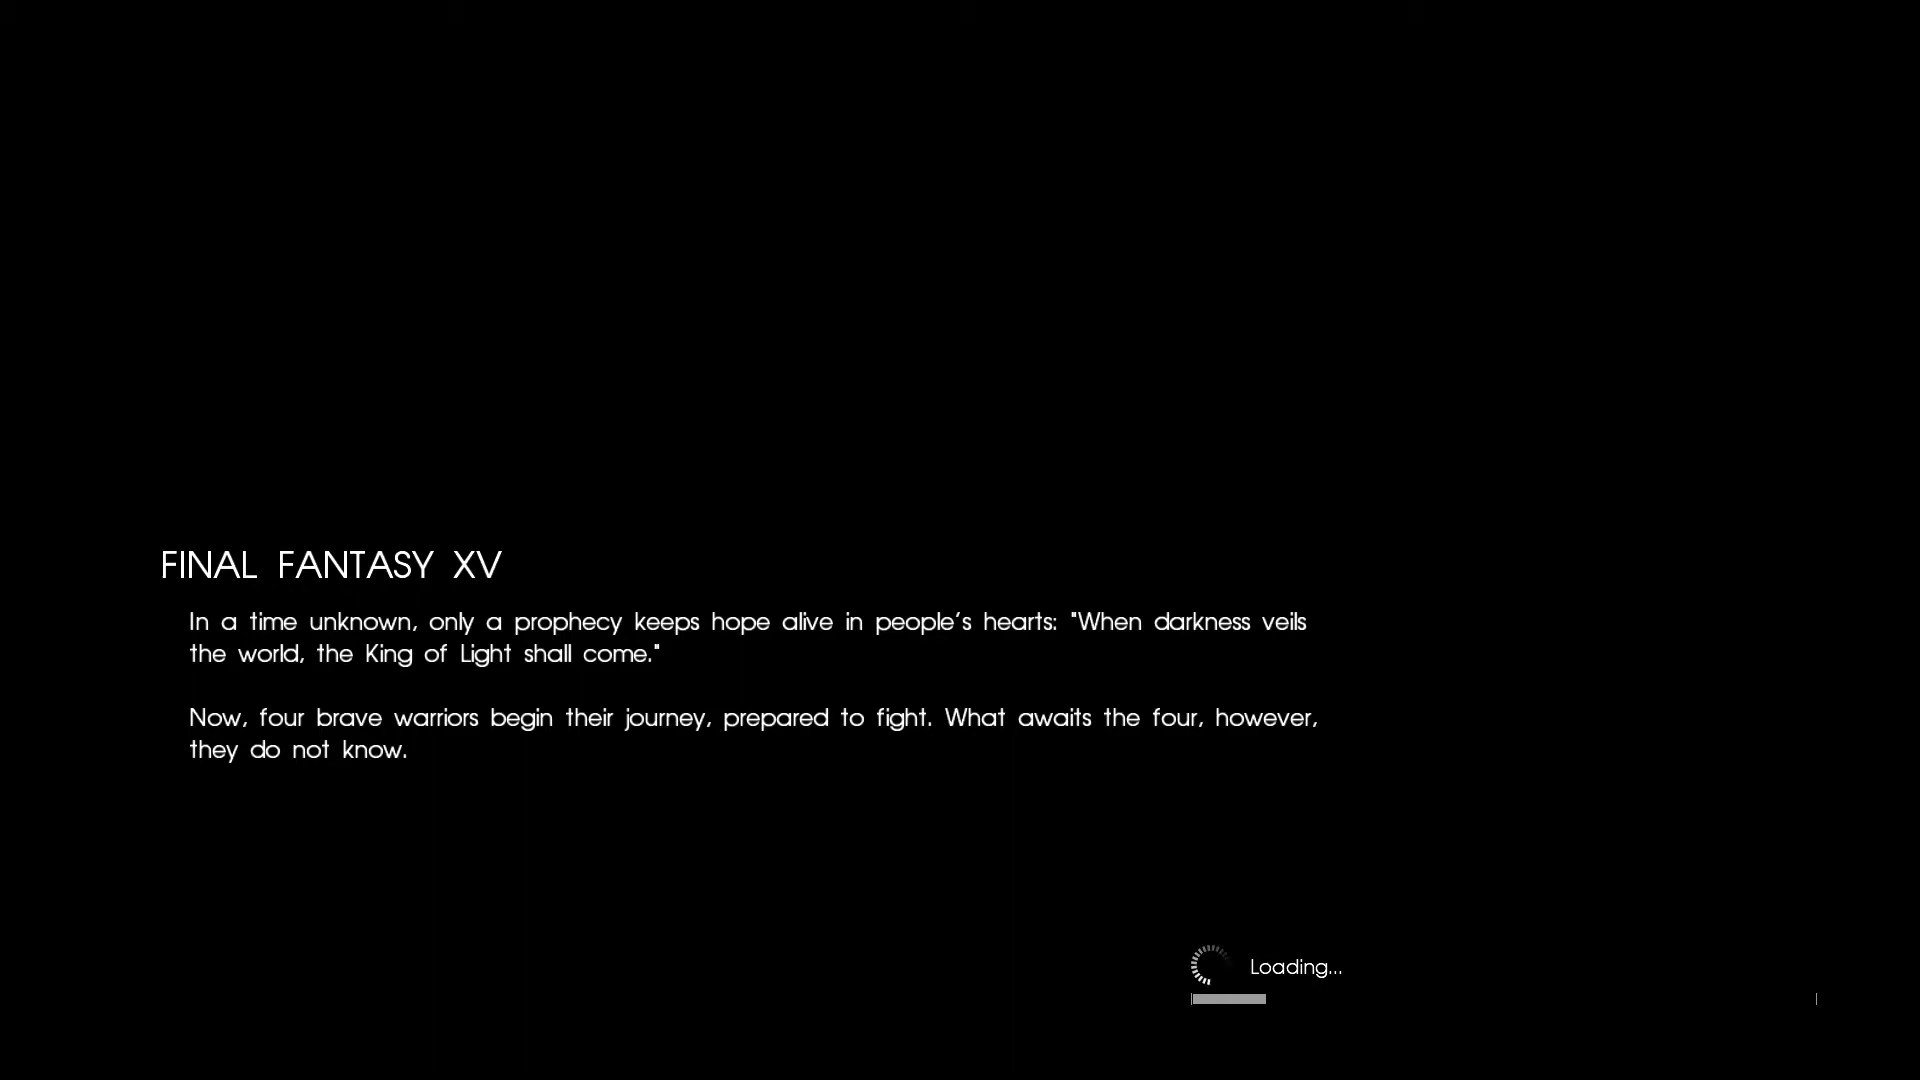 FINAL FANTASY XV
In a time unknown, only a prophecy keeps hope alive in people's hearts: "When darkness veils
the world, the King of Light shall come."
Now, four brave warriors begin their journey, prepared to fight. What awaits the four, however,
they do not know.
Loading...